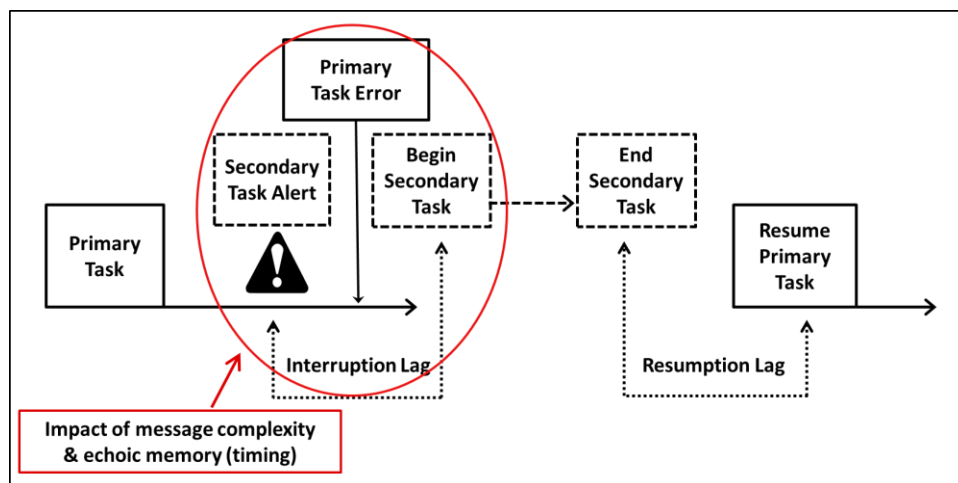 Primary
Task Error
Secondary
Task Alert
Begin
Secondary
Task
End
Secondary
Task
Primary
Task
Resume
Primary
Task
Interruption Lag
Resumption Lag
Impact of message complexity
& echoic memory (timing)